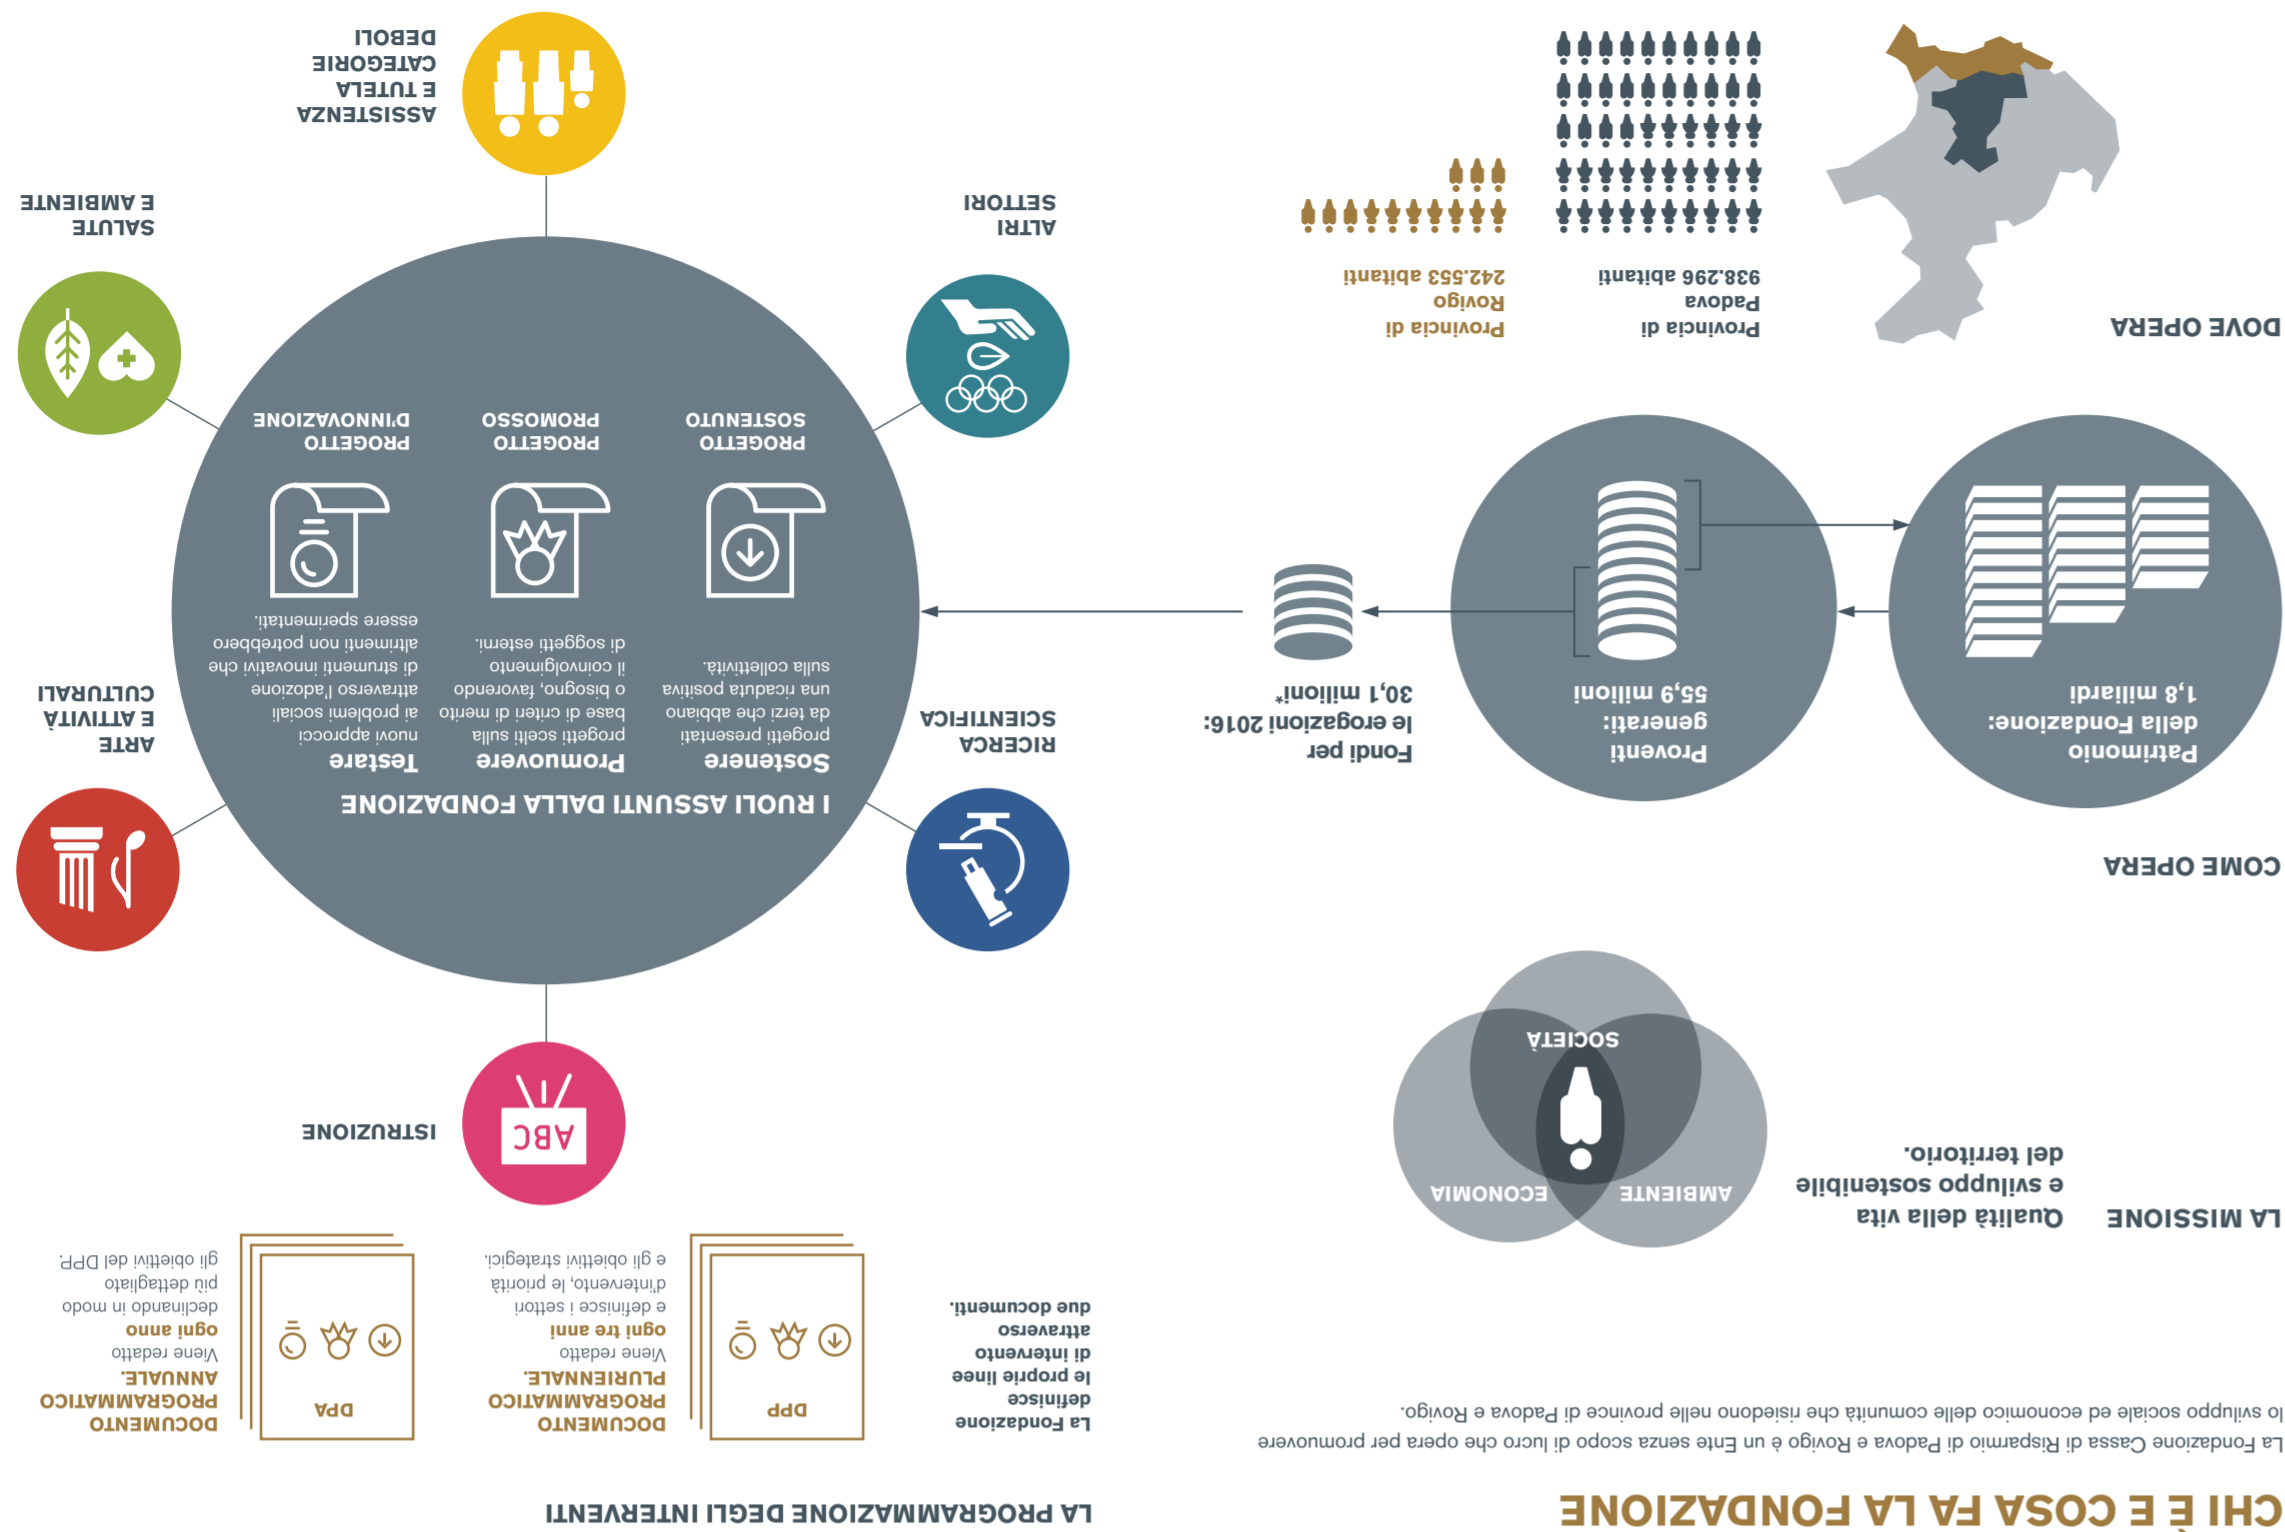 CHI È E COSA FA LA FONDAZIONE
La Fondazione Cassa di Risparmio di Padova e Rovigo è un Ente senza scopo di lucro che opera per promuovere
lo sviluppo sociale ed economico delle comunità che risiedono nelle province di Padova e Rovigo.
LA MISSIONE
Qualità della vita
e sviluppo sostenibile
del territorio.
AMBIENTE
ECONOMIA
SOCIETÀ
COME OPERA
Patrimonio
della Fondazione:
1,8 miliardi
Proventi
generati:
55,9 milioni
Fondi per
le erogazioni 2016:
30,1 milioni*
DOVE OPERA
Provincia di
Padova
938.296 abitanti
Provincia di
Rovigo
242.553 abitanti
LA PROGRAMMAZIONE DEGLI INTERVENTI
La Fondazione
definisce
le proprie linee
di intervento
attraverso
due documenti.
DPP
DOCUMENTO
PROGRAMMATICO
PLURIENNALE.
Viene redatto
ogni tre anni
e definisce i settori
d'intervento, le priorità
e gli obiettivi strategici.
DPA
DOCUMENTO
PROGRAMMATICO
ANNUALE.
Viene redatto
ogni anno
declinando in modo
più dettagliato
gli obiettivi del DPP.
ABC
ISTRUZIONE
RICERCA
SCIENTIFICA
ARTE
E ATTIVITÀ
CULTURALI
I RUOLI ASSUNTI DALLA FONDAZIONE
Sostenere
progetti presentati
da terzi che abbiano
una ricaduta positiva
sulla collettività.
PROGETTO
SOSTENUTO
Promuovere
progetti scelti sulla
base di criteri di merito
o bisogno, favorendo
il coinvolgimento
di soggetti esterni.
PROGETTO
PROMOSSO
Testare
nuovi approcci
ai problemi sociali
attraverso l'adozione
di strumenti innovativi che
altrimenti non potrebbero
essere sperimentati.
PROGETTO
D'INNOVAZIONE
ALTRI
SETTORI
SALUTE
E AMBIENTE
ASSISTENZA
E TUTELA
CATEGORIE
DEBOLI